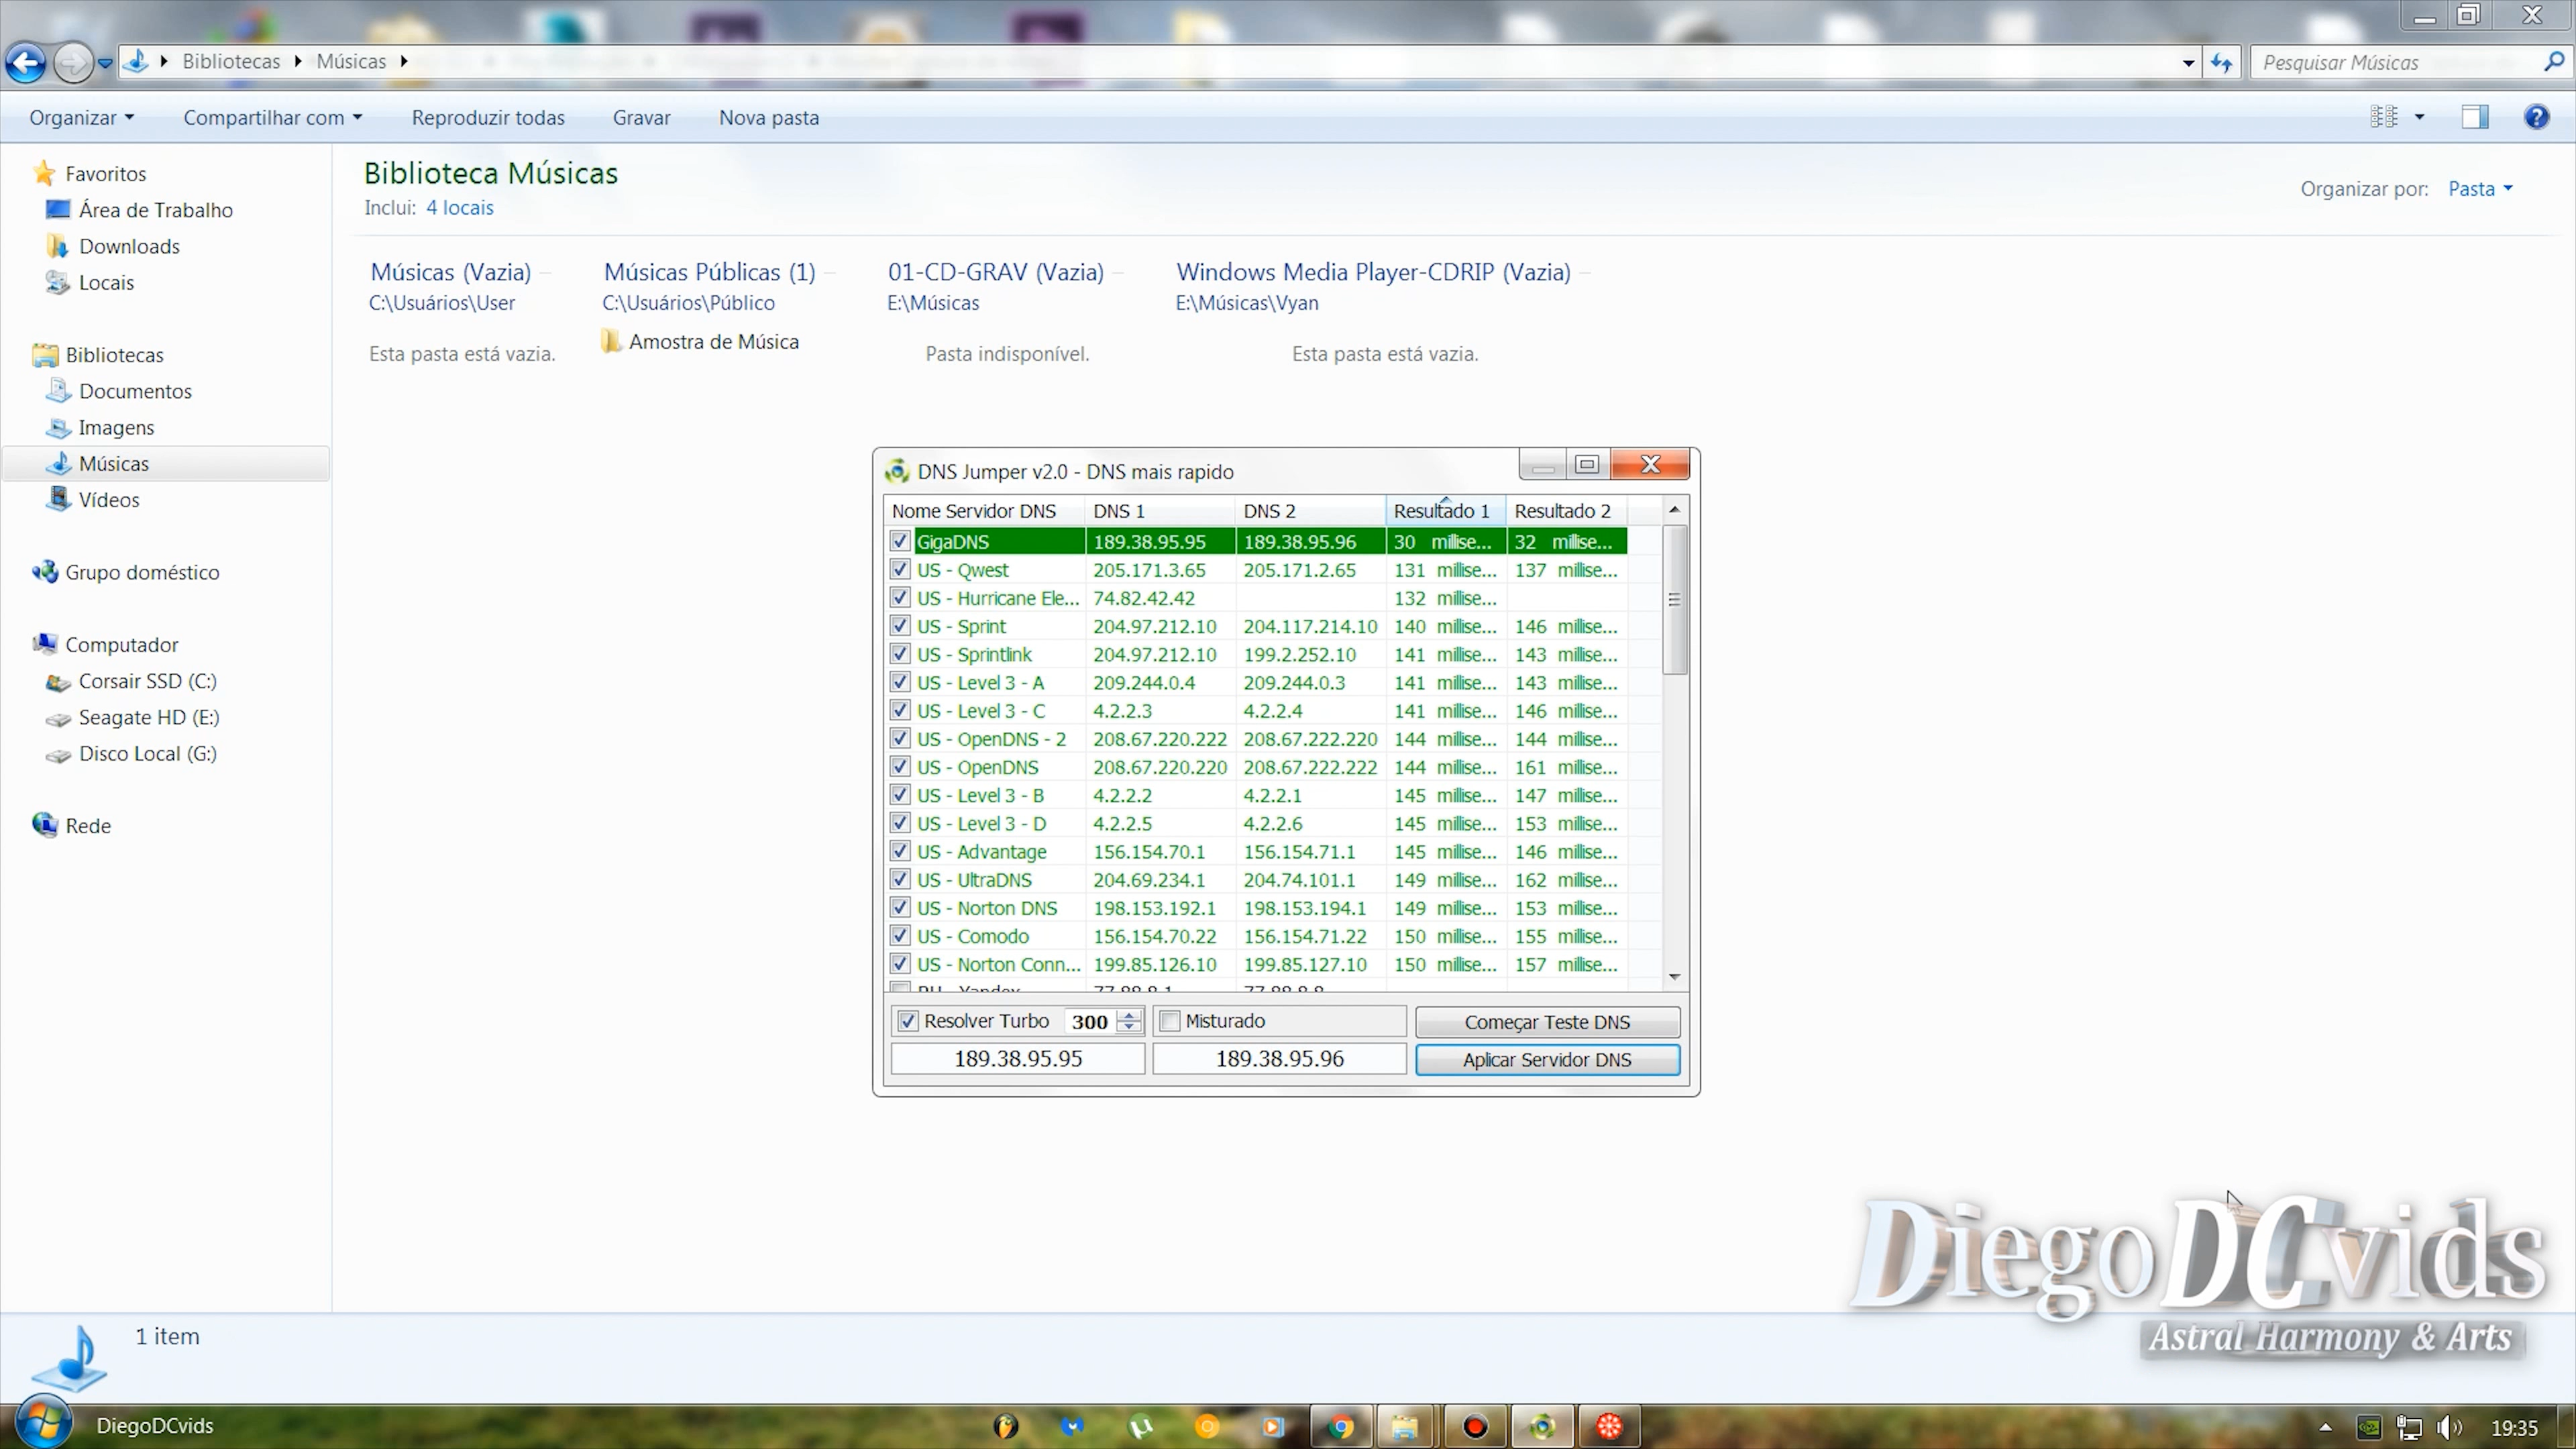 Bibliotecas Músicas
Pesquisar Músicas
Organizar Compartilhar com Reproduzir todas Gravar Nova pasta
Favoritos
Área de Trabalho
Downloads
Locais
Bibliotecas
Documentos
Imagens
Músicas
Vídeos
Grupo doméstico
Computador
Corsair SSD (C:)
Seagate HD (E:)
Disco Local (G:)
Rede
Biblioteca Músicas
Inclui: 4 locais
Organizar por: Pasta
Músicas (Vazia)
C:\Usuários\User
Esta pasta está vazia.
Músicas Públicas (1)
C:\Usuários\Público
Amostra de Música
01-CD-GRAV (Vazia)
E:\Músicas
Pasta indisponível.
Windows Media Player-CDRIP (Vazia)
E:\Músicas\Vyan
Esta pasta está vazia.
DNS Jumper v2.0 - DNS mais rapido
Nome Servidor DNS DNS 1 DNS 2 Resultado 1 Resultado 2
GigaDNS 189.38.95.95 189.38.95.96 30 millise... 32 millise...
US - Qwest 205.171.3.65 205.171.2.65 131 millise... 137 millise...
US - Hurricane Ele... 74.82.42.42 132 millise...
US - Sprint 204.97.212.10 204.117.214.10 140 millise... 146 millise...
US - Sprintlink 204.97.212.10 199.2.252.10 141 millise... 143 millise...
US - Level 3 - A 209.244.0.4 209.244.0.3 141 millise... 143 millise...
US - Level 3 - C 4.2.2.3 4.2.2.4 141 millise... 146 millise...
US - OpenDNS - 2 208.67.220.222 208.67.222.220 144 millise... 144 millise...
US - OpenDNS 208.67.220.220 208.67.222.222 144 millise... 161 millise...
US - Level 3 - B 4.2.2.2 4.2.2.1 145 millise... 147 millise...
US - Level 3 - D 4.2.2.5 4.2.2.6 145 millise... 153 millise...
US - Advantage 156.154.70.1 156.154.71.1 145 millise... 146 millise...
US - UltraDNS 204.69.234.1 204.74.101.1 149 millise... 162 millise...
US - Norton DNS 198.153.192.1 198.153.194.1 149 millise... 153 millise...
US - Comodo 156.154.70.22 156.154.71.22 150 millise... 155 millise...
US - Norton Conn... 199.85.126.10 199.85.127.10 150 millise... 157 millise...
RU - Yandex 77.88.8.1 77.88.8.8
Resolver Turbo 300 Misturado Começar Teste DNS
189.38.95.95 189.38.95.96 Aplicar Servidor DNS
DiegoDCvids
Astral Harmony & Arts
1 item
DiegoDCvids
19:35